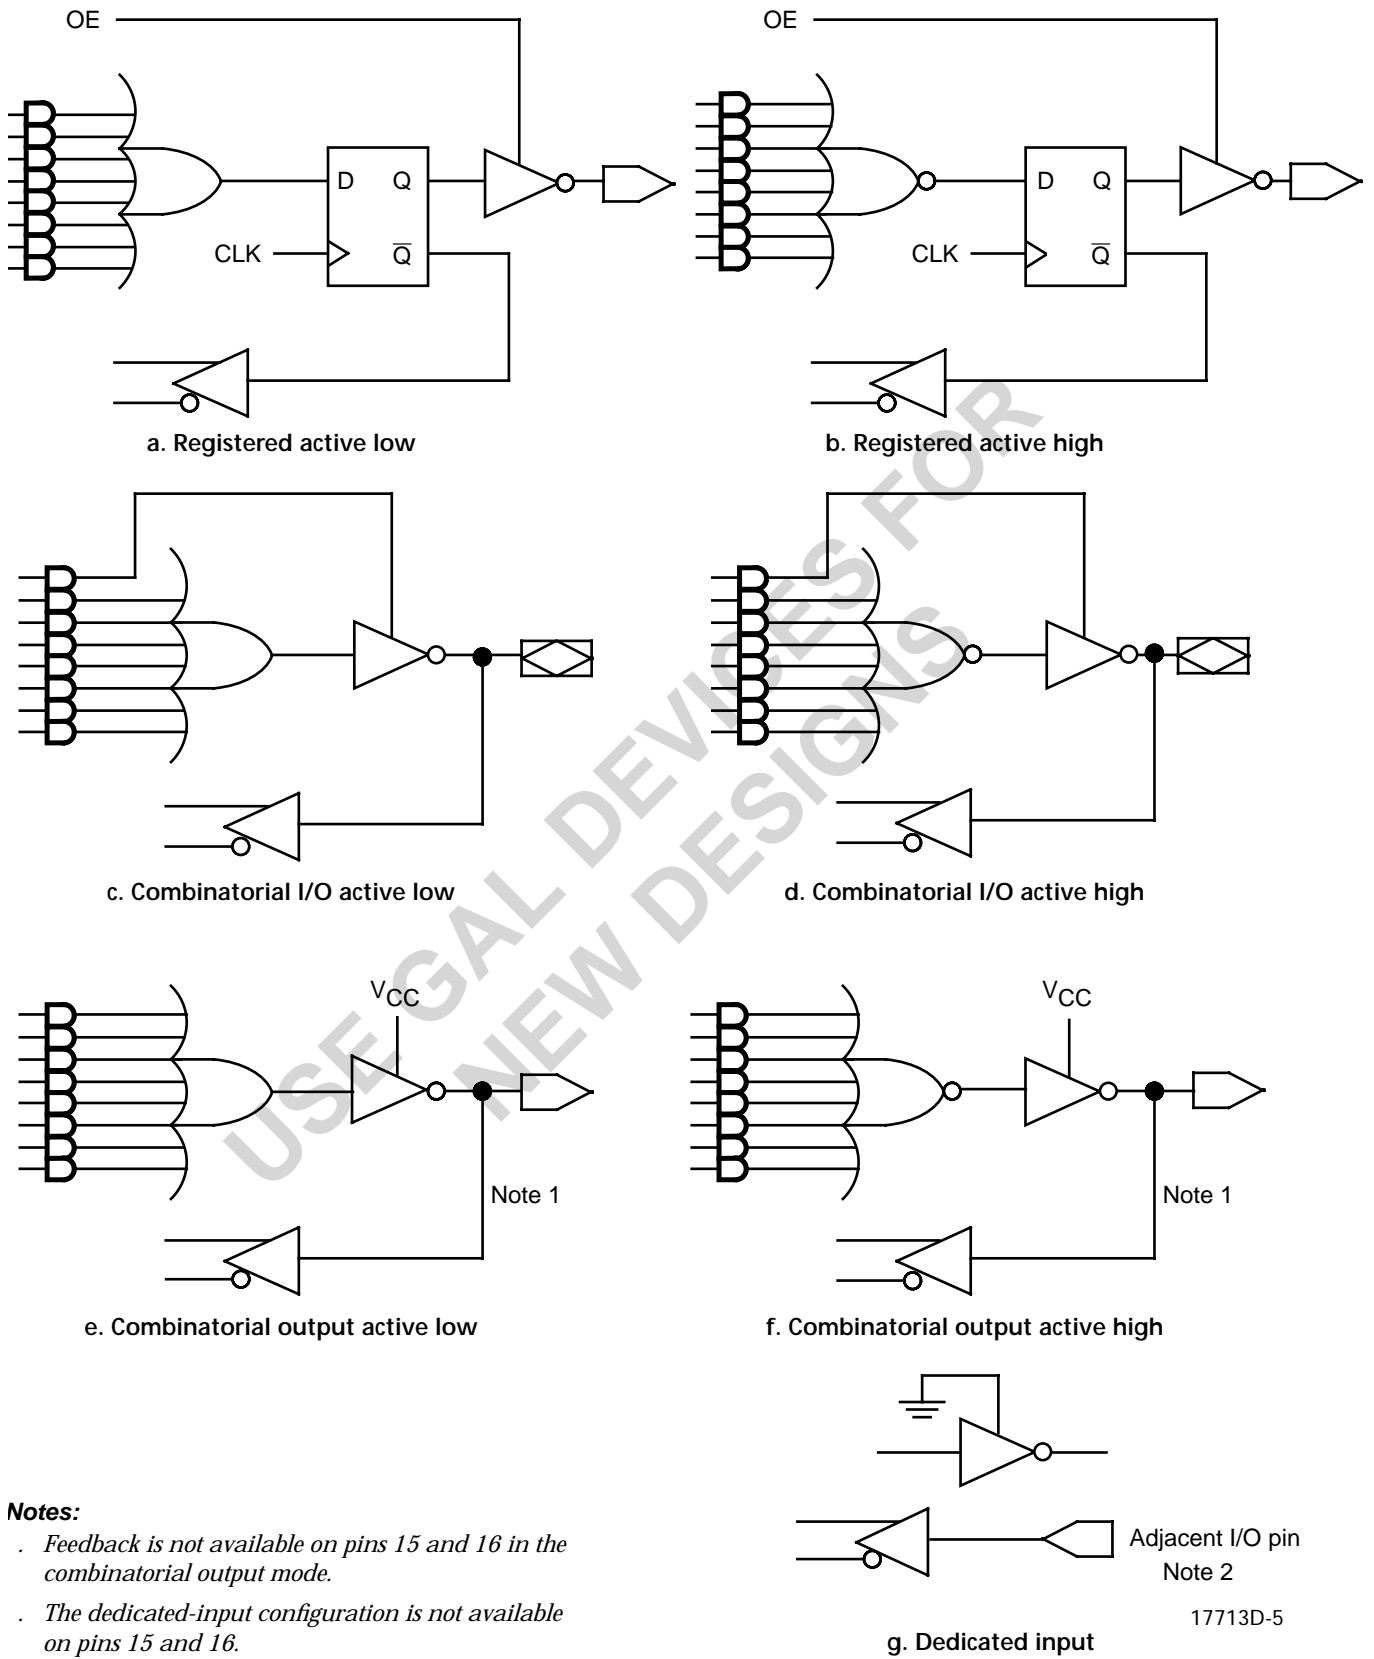 OE
OE
D Q
CLK
Q
D Q
CLK
Q
a. Registered active low
b. Registered active high
c. Combinatorial I/O active low
d. Combinatorial I/O active high
VCC
VCC
Note 1
Note 1
e. Combinatorial output active low
f. Combinatorial output active high
Notes:
. Feedback is not available on pins 15 and 16 in the
combinatorial output mode.
. The dedicated-input configuration is not available
on pins 15 and 16.
Adjacent I/O pin
Note 2
17713D-5
g. Dedicated input
USE GAL DEVICES FOR
NEW DESIGNS